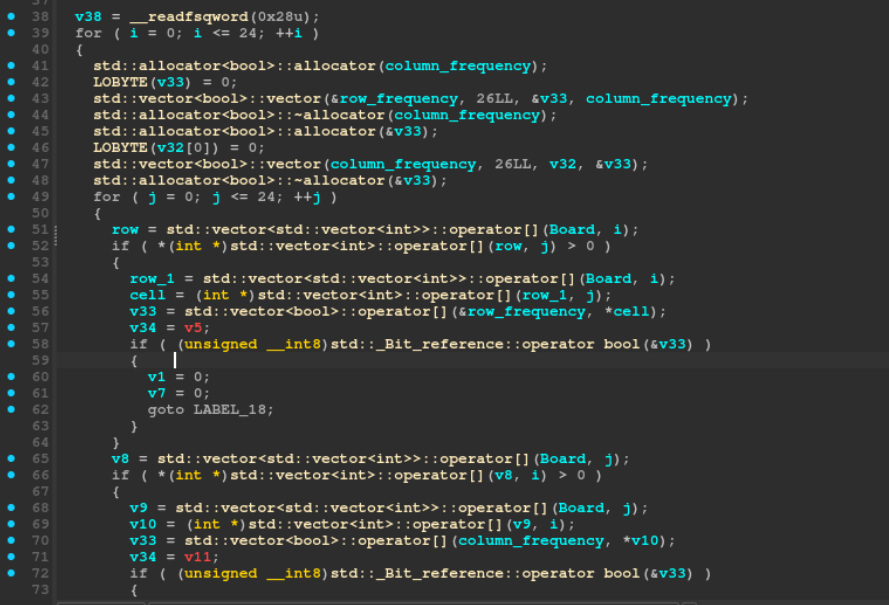 38 v38 = __readfsqword(0x28u);
39 for ( i = 0; i <= 24; ++i )
40 {
41 std::allocator<bool>::allocator(column_frequency);
42 LOBYTE(v33) = 0;
43 std::vector<bool>::vector(&row_frequency, 26LL, &v33, column_frequency);
44 std::allocator<bool>::~allocator(column_frequency);
45 std::allocator<bool>::allocator(&v33);
46 LOBYTE(v32[0]) = 0;
47 std::vector<bool>::vector(column_frequency, 26LL, v32, &v33);
48 std::allocator<bool>::~allocator(&v33);
49 for ( j = 0; j <= 24; ++j )
50 {
51 row = std::vector<std::vector<int>>::operator[](Board, i);
52 if ( *(int *)std::vector<int>::operator[](row, j) > 0 )
53 {
54 row_1 = std::vector<std::vector<int>>::operator[](Board, i);
55 cell = (int *)std::vector<int>::operator[](row_1, j);
56 v33 = std::vector<bool>::operator[](&row_frequency, *cell);
57 v34 = v5;
58 if ( (unsigned __int8)std::_Bit_reference::operator bool(&v33) )
59 {
60 v1 = 0;
61 v7 = 0;
62 goto LABEL_18;
63 }
64 }
65 v8 = std::vector<std::vector<int>>::operator[](Board, j);
66 if ( *(int *)std::vector<int>::operator[](v8, i) > 0 )
67 {
68 v9 = std::vector<std::vector<int>>::operator[](Board, j);
69 v10 = (int *)std::vector<int>::operator[](v9, i);
70 v33 = std::vector<bool>::operator[](column_frequency, *v10);
71 v34 = v11;
72 if ( (unsigned __int8)std::_Bit_reference::operator bool(&v33) )
73 {